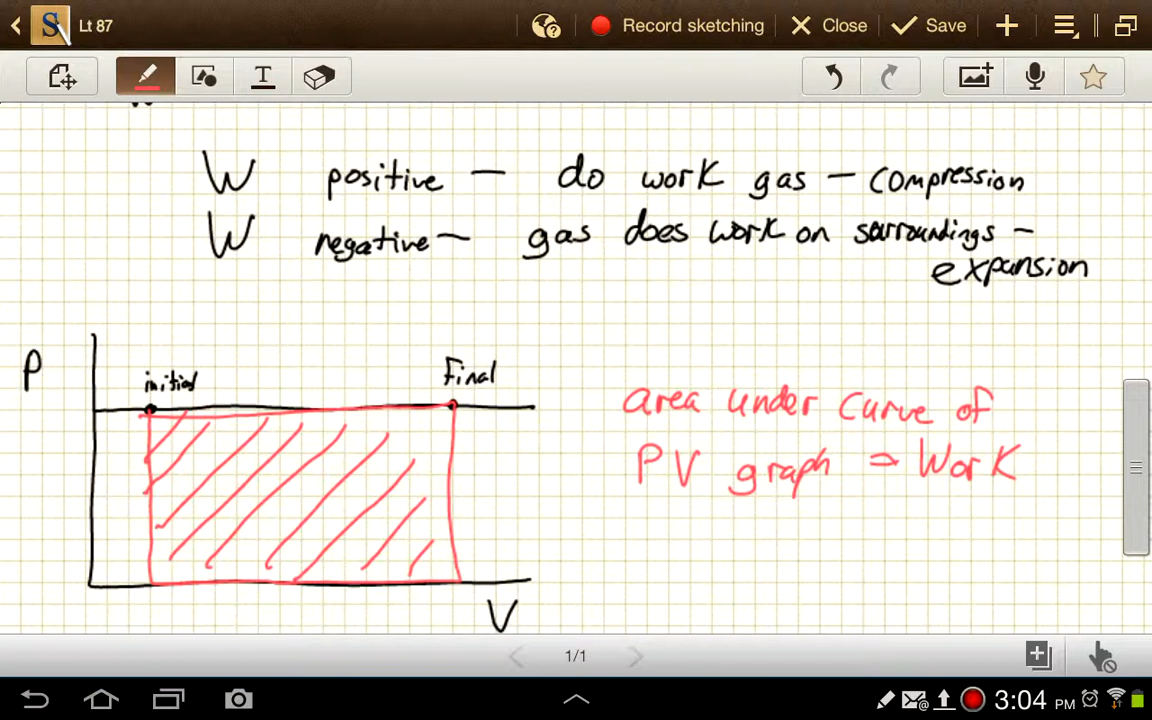 Lt 87
Record sketching
Close
Save
W positive - do work gas - compression
W negative - gas does work on surroundings -
expansion
P
initial
Final
area under curve of
PV graph = Work
V
1/1
3:04 PM